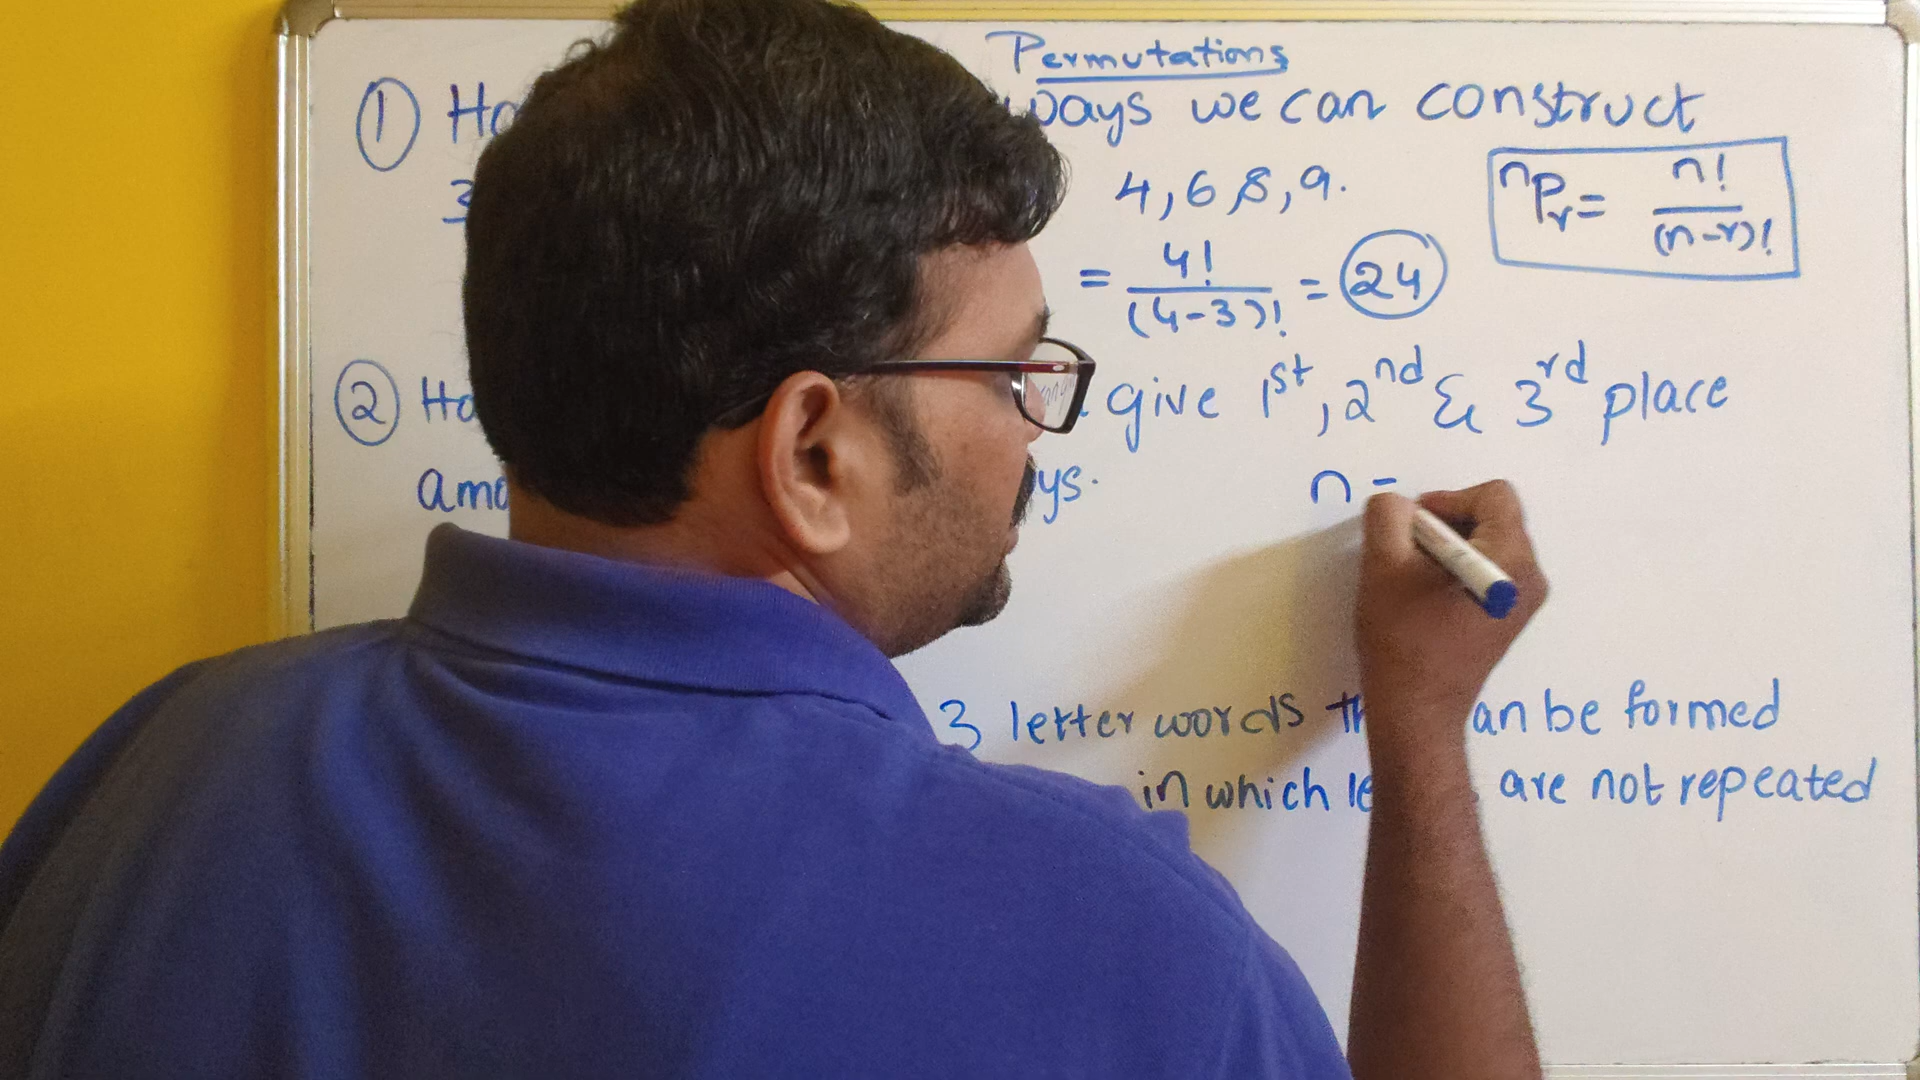 Permutations
① Ho ways we can construct
3 4, 6, 8, 9.
nPr = n! / (n-r)!
= 4! / (4-3)! = 24
② Ho give 1st, 2nd & 3rd place
amo ys. n =
3 letter words th an be formed
in which le are not repeated